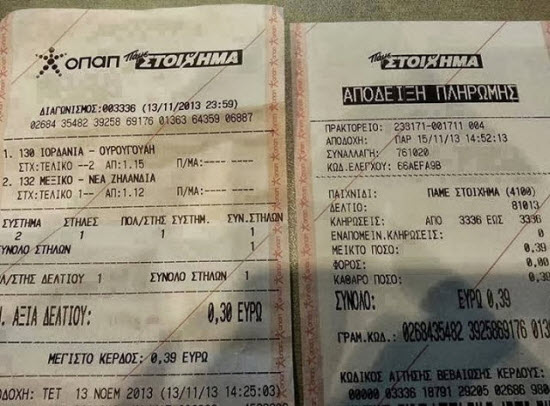 οπαπ Πάμε ΣΤΟΙΧΗΜΑ
ΔΙΑΓΩΝΙΣΜΟΣ:003336 (13/11/2013 23:59)
02684 35482 39258 69176 01363 64359 06887
1. 130 ΙΟΡΔΑΝΙΑ - ΟΥΡΟΥΓΟΥΑΗ
ΣΤΧ:ΤΕΛΙΚΟ --2 ΑΠ:1.15 Π/ΜΑ:--- ------
2. 132 ΜΕΞΙΚΟ - ΝΕΑ ΖΗΛΑΝΔΙΑ
ΣΤΧ:ΤΕΛΙΚΟ 1-- ΑΠ:1.12 Π/ΜΑ:--- ------
ΣΥΣΤΗΜΑ ΣΤΗΛΕΣ ΠΟΛ/ΣΤΗΣ ΣΥΣΤΗΜ. ΣΥΝ.ΣΤΗΛΩΝ
2 1 1 1
ΣΥΝΟΛΟ ΣΤΗΛΩΝ 1
ΠΟΛ/ΣΤΗΣ ΔΕΛΤΙΟΥ 1 ΣΥΝΟΛΟ ΣΤΗΛΩΝ 1
. ΑΞΙΑ ΔΕΛΤΙΟΥ: 0,30 ΕΥΡΩ
ΜΕΓΙΣΤΟ ΚΕΡΔΟΣ: 0,39 ΕΥΡΩ
ΟΔΟΧΗ: ΤΕΤ 13 ΝΟΕΜ 2013 (13/11/13 14:25:03)
Πάμε ΣΤΟΙΧΗΜΑ
ΑΠΟΔΕΙΞΗ ΠΛΗΡΩΜΗΣ
ΠΡΑΚΤΟΡΕΙΟ: 233171-001711 004
ΑΠΟΔΟΧΗ: ΠΑΡ 15/11/13 14:52:13
ΣΥΝΑΛΛΑΓΗ: 761020
ΚΩΔ.ΕΛΕΓΧΟΥ: 66AEFA9B
ΠΑΙΧΝΙΔΙ: ΠΑΜΕ ΣΤΟΙΧΗΜΑ (4100)
ΔΕΛΤΙΟ: 81013
ΚΛΗΡΩΣΕΙΣ: ΑΠΟ 3336 ΕΩΣ 3336
ΕΝΑΠΟΜΕΙΝ.ΚΛΗΡΩΣΕΙΣ: 0
ΜΕΙΚΤΟ ΠΟΣΟ: 0,39
ΦΟΡΟΣ: 0,00
ΚΑΘΑΡΟ ΠΟΣΟ: 0,39
ΣΥΝΟΛΟ: ΕΥΡΩ 0,39
ΓΡΑΜ.ΚΩΔ.: 0268435482 3925869176 013
ΚΩΔΙΚΟΣ ΑΙΤΗΣΗΣ ΒΕΒΑΙΩΣΗΣ ΚΕΡΔΟΥΣ:
0003336 18791 29205 02686 980